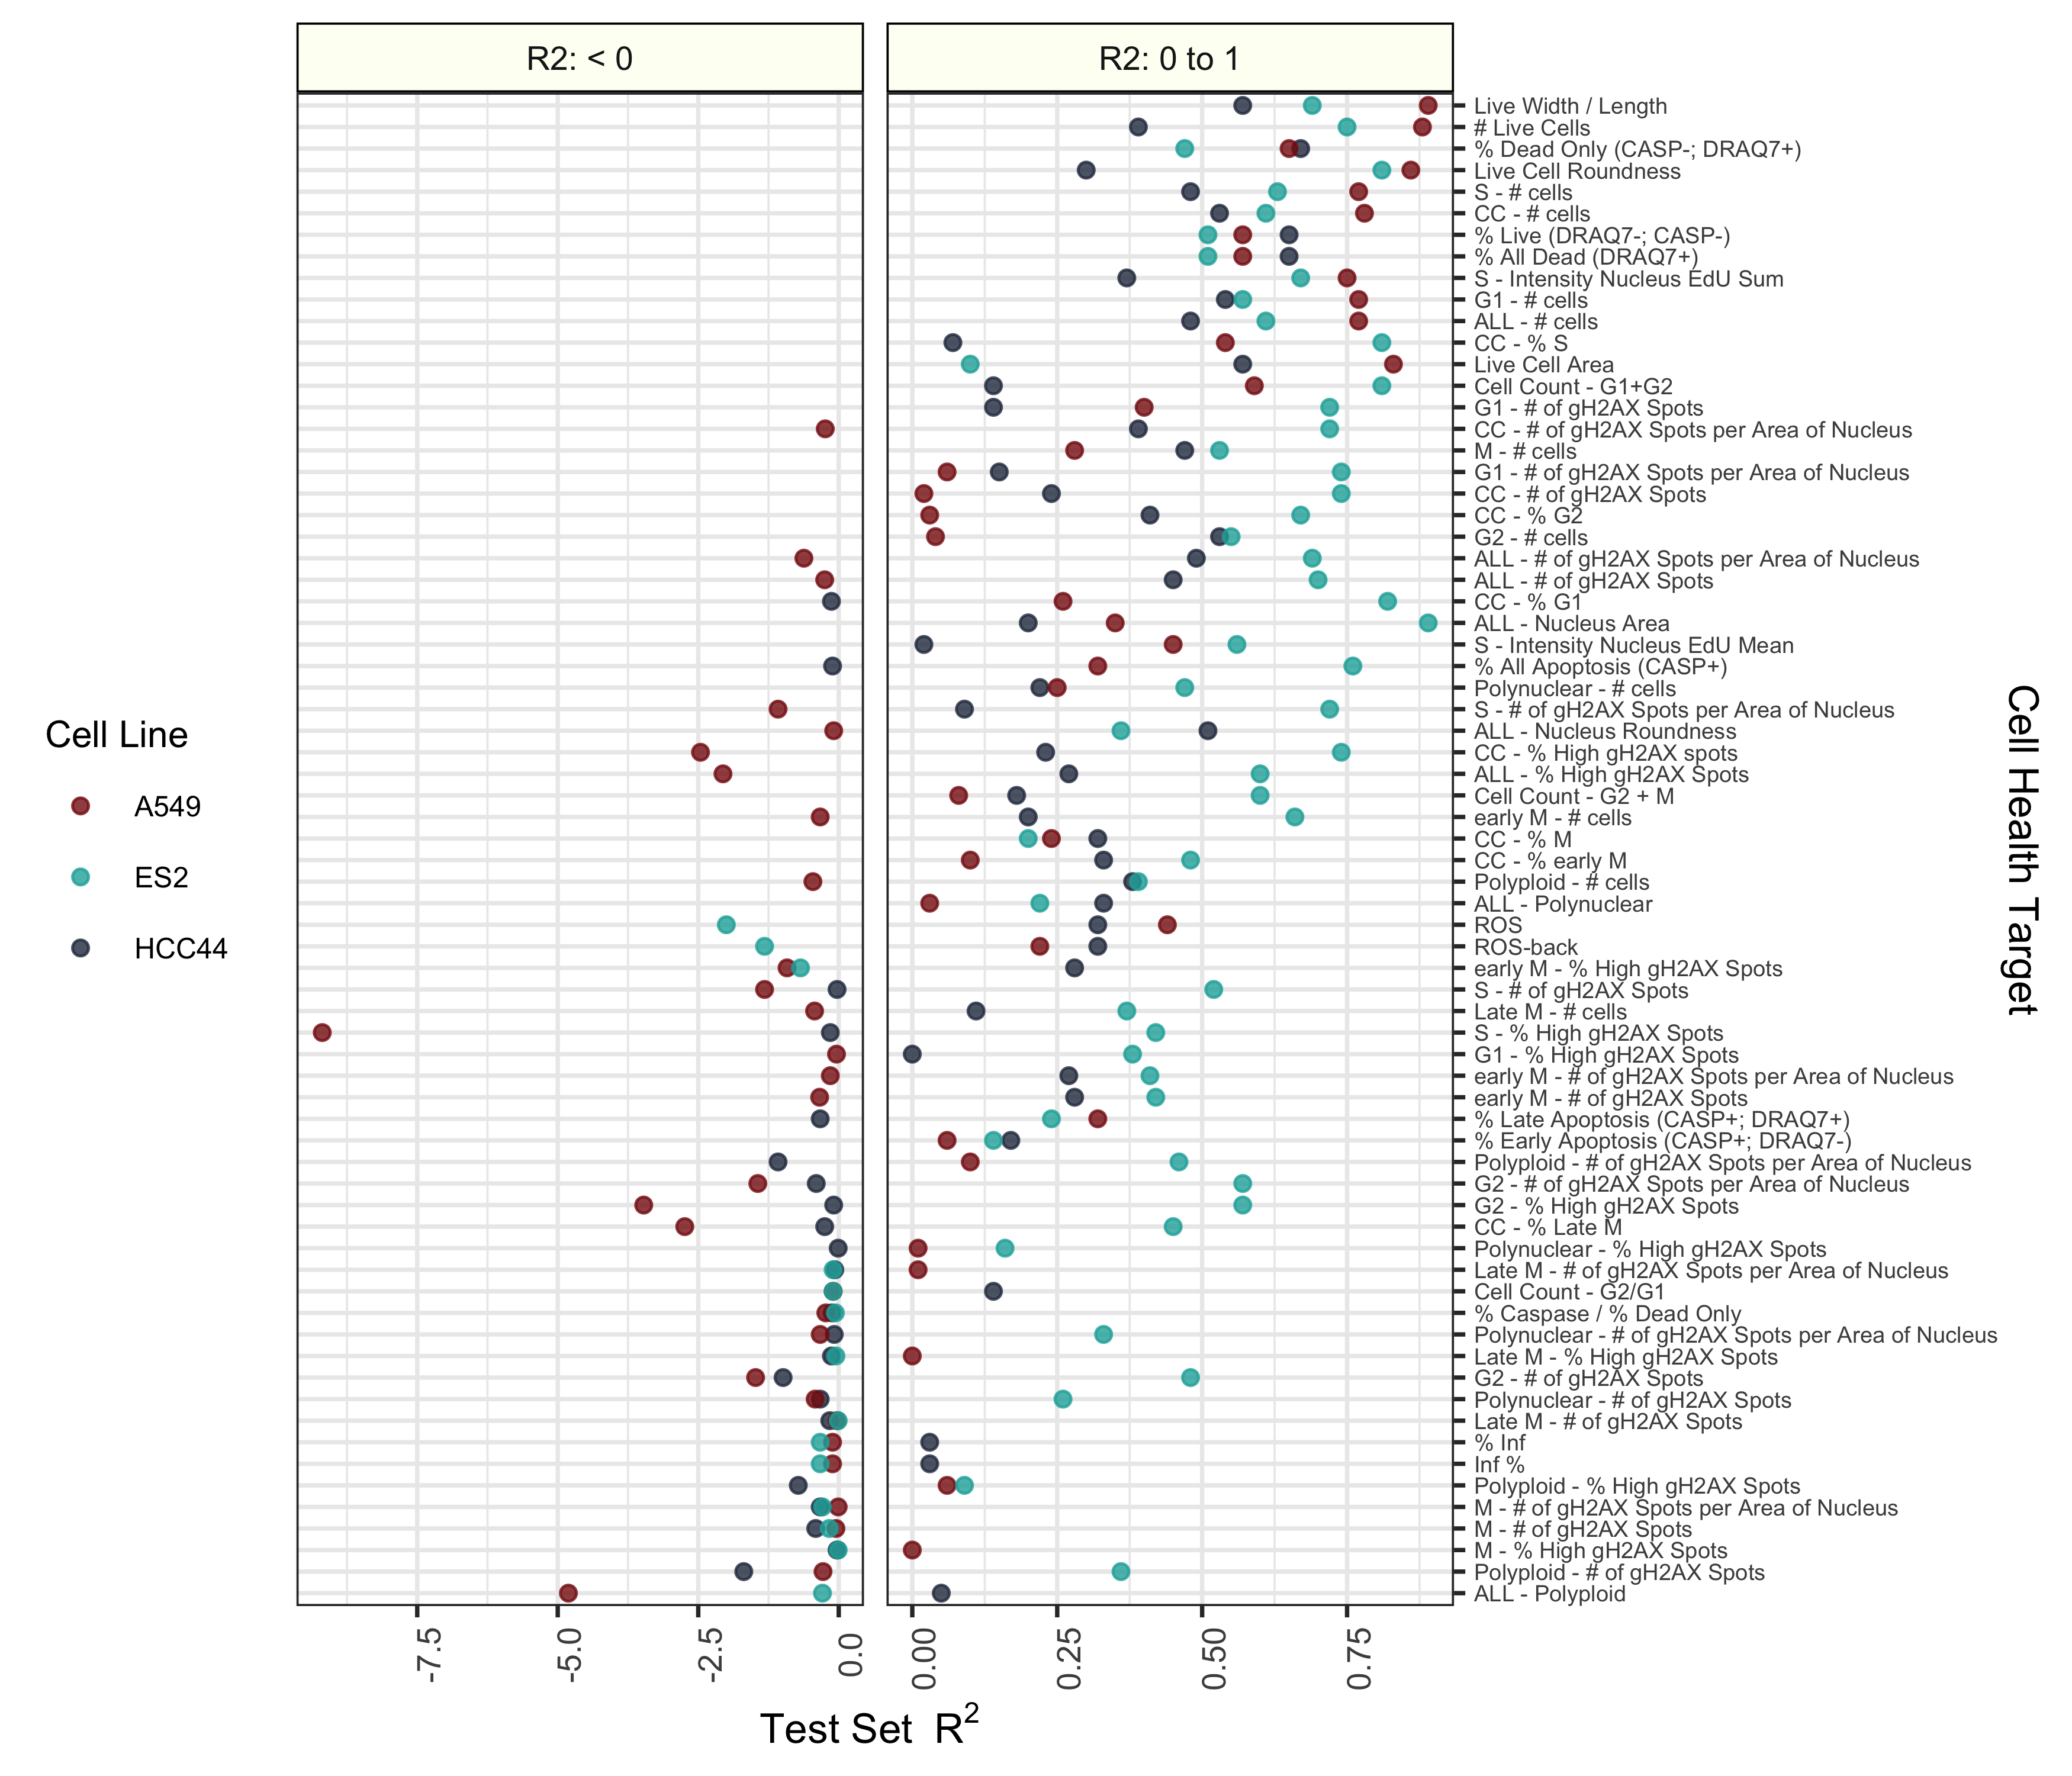 R2: < 0
R2: 0 to 1
Live Width / Length
# Live Cells
% Dead Only (CASP-; DRAQ7+)
Live Cell Roundness
S - # cells
CC - # cells
% Live (DRAQ7-; CASP-)
% All Dead (DRAQ7+)
S - Intensity Nucleus EdU Sum
G1 - # cells
ALL - # cells
CC - % S
Live Cell Area
Cell Count - G1+G2
G1 - # of gH2AX Spots
CC - # of gH2AX Spots per Area of Nucleus
M - # cells
G1 - # of gH2AX Spots per Area of Nucleus
CC - # of gH2AX Spots
CC - % G2
G2 - # cells
ALL - # of gH2AX Spots per Area of Nucleus
ALL - # of gH2AX Spots
CC - % G1
ALL - Nucleus Area
S - Intensity Nucleus EdU Mean
% All Apoptosis (CASP+)
Polynuclear - # cells
S - # of gH2AX Spots per Area of Nucleus
ALL - Nucleus Roundness
CC - % High gH2AX spots
ALL - % High gH2AX Spots
Cell Count - G2 + M
early M - # cells
CC - % M
CC - % early M
Polyploid - # cells
ALL - Polynuclear
ROS
ROS-back
early M - % High gH2AX Spots
S - # of gH2AX Spots
Late M - # cells
S - % High gH2AX Spots
G1 - % High gH2AX Spots
early M - # of gH2AX Spots per Area of Nucleus
early M - # of gH2AX Spots
% Late Apoptosis (CASP+; DRAQ7+)
% Early Apoptosis (CASP+; DRAQ7-)
Polyploid - # of gH2AX Spots per Area of Nucleus
G2 - # of gH2AX Spots per Area of Nucleus
G2 - % High gH2AX Spots
CC - % Late M
Polynuclear - % High gH2AX Spots
Late M - # of gH2AX Spots per Area of Nucleus
Cell Count - G2/G1
% Caspase / % Dead Only
Polynuclear - # of gH2AX Spots per Area of Nucleus
Late M - % High gH2AX Spots
G2 - # of gH2AX Spots
Polynuclear - # of gH2AX Spots
Late M - # of gH2AX Spots
% Inf
Inf %
Polyploid - % High gH2AX Spots
M - # of gH2AX Spots per Area of Nucleus
M - # of gH2AX Spots
M - % High gH2AX Spots
Polyploid - # of gH2AX Spots
ALL - Polyploid
Cell Health Target
Cell Line
A549
ES2
HCC44
-7.5
-5.0
-2.5
0.0
0.00
0.25
0.50
0.75
Test Set R²